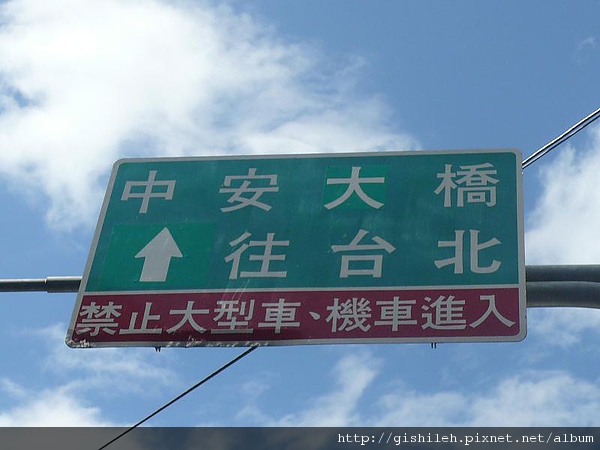 中安大橋
往台北
禁止大型車、機車進入
http://gishileh.pixnet.net/album